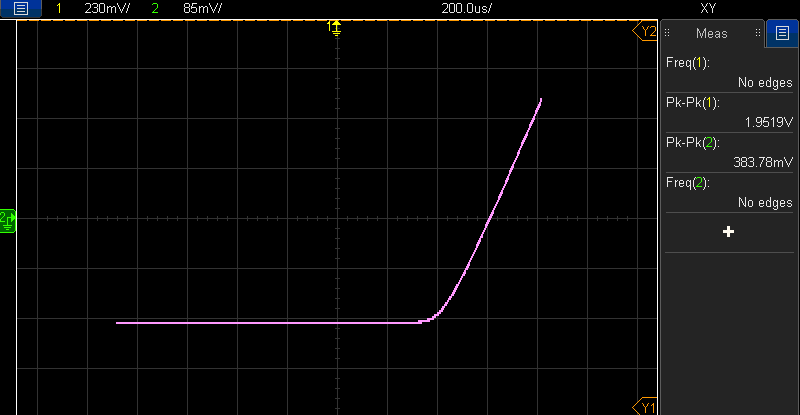 1 230mV/ 2 85mV/ 200.0us/ XY
1
Y2
Meas
Freq(1):
No edges
Pk-Pk(1):
1.9519V
Pk-Pk(2):
383.78mV
Freq(2):
No edges
2
+
Y1